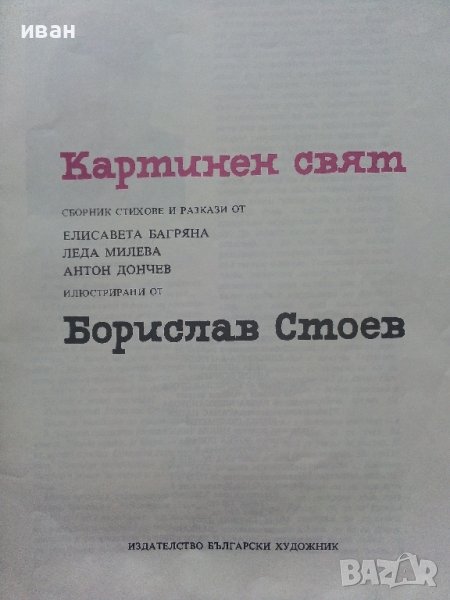 иван
Картинен свят
СБОРНИК СТИХОВЕ И РАЗКАЗИ ОТ
ЕЛИСАВЕТА БАГРЯНА
ЛЕДА МИЛЕВА
АНТОН ДОНЧЕВ
ИЛЮСТРИРАНИ ОТ
Борислав Стоев
ИЗДАТЕЛСТВО БЪЛГАРСКИ ХУДОЖНИК
BAZAR